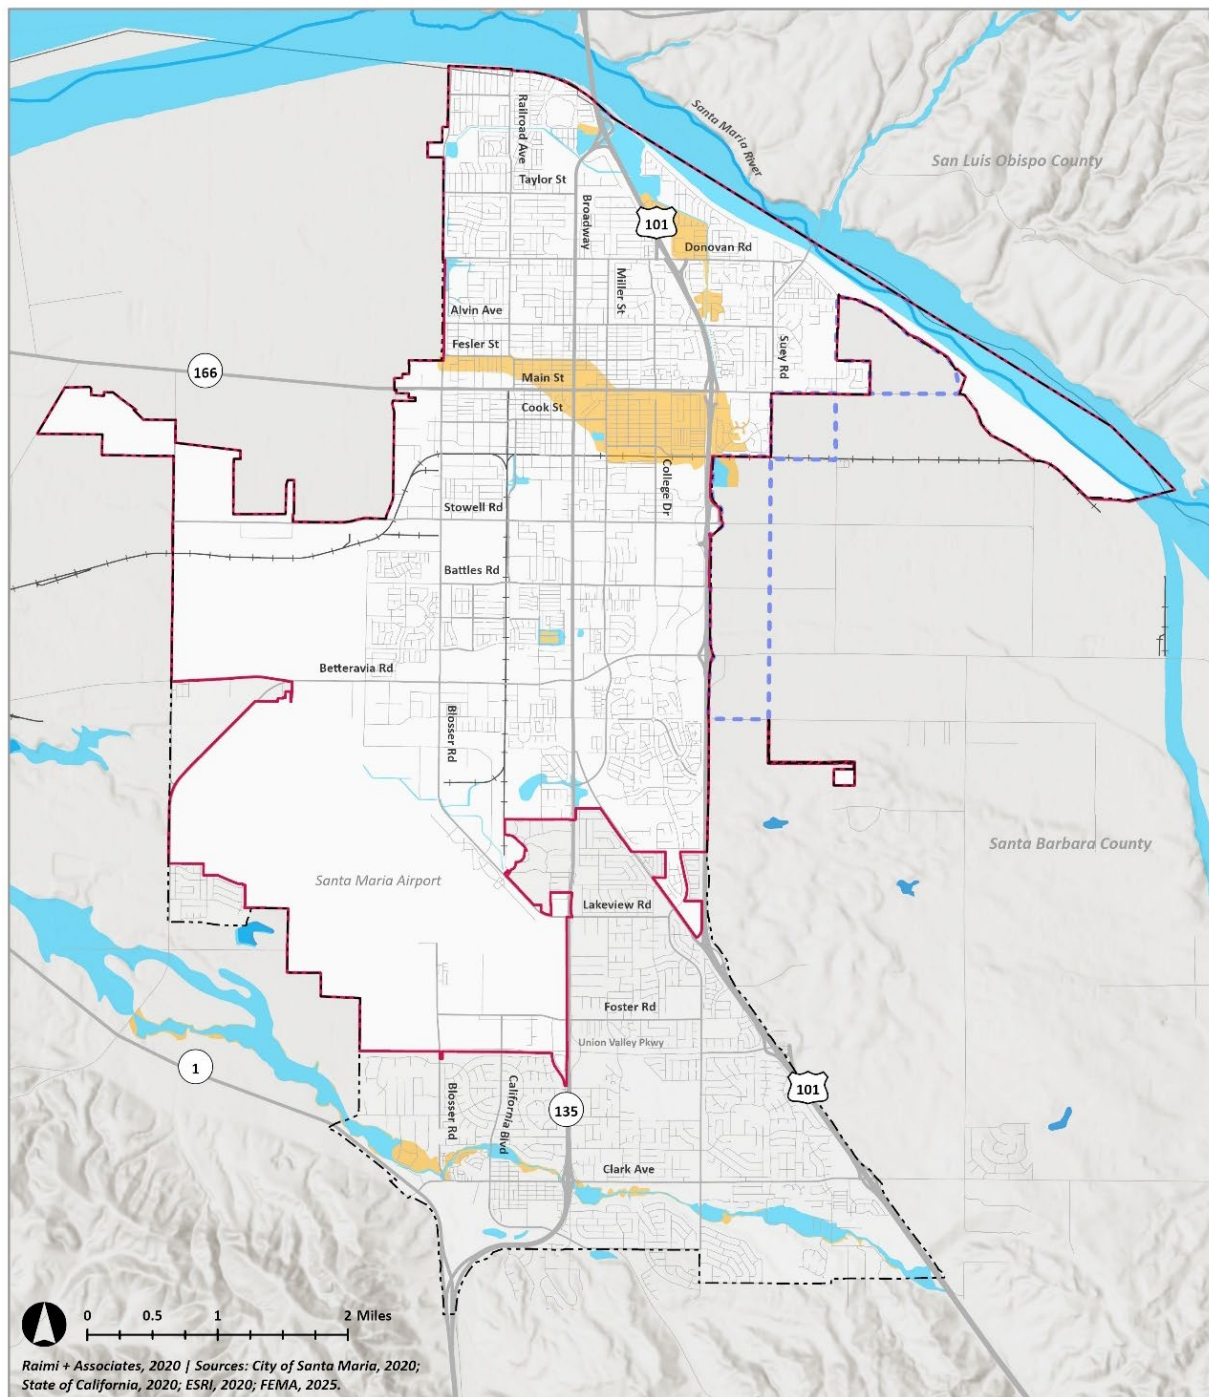 Santa Maria River
San Luis Obispo County
Railroad Ave
Taylor St
Broadway
101
Donovan Rd
Miller St
Alvin Ave
Fesler St
Suey Rd
166
Main St
Cook St
College Dr
Stowell Rd
Battles Rd
Betteravia Rd
Blosser Rd
Santa Barbara County
Santa Maria Airport
Lakeview Rd
Foster Rd
Union Valley Pkwy
1
101
Blosser Rd
California Blvd
135
Clark Ave
0 0.5 1 2 Miles
Raimi + Associates, 2020 | Sources: City of Santa Maria, 2020;
State of California, 2020; ESRI, 2020; FEMA, 2025.